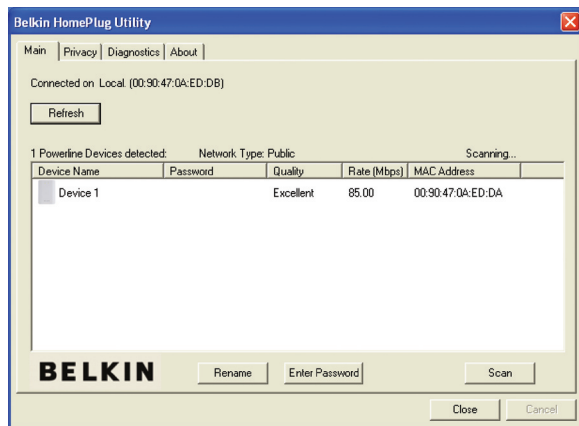 Belkin HomePlug Utility
Main Privacy Diagnostics About
Connected on Local (00:90:47:0A:ED:DB)
Refresh
1 Powerline Devices detected: Network Type: Public Scanning...
Device Name Password Quality Rate (Mbps) MAC Address
Device 1 Excellent 85.00 00:90:47:0A:ED:DA
BELKIN Rename Enter Password Scan
Close Cancel